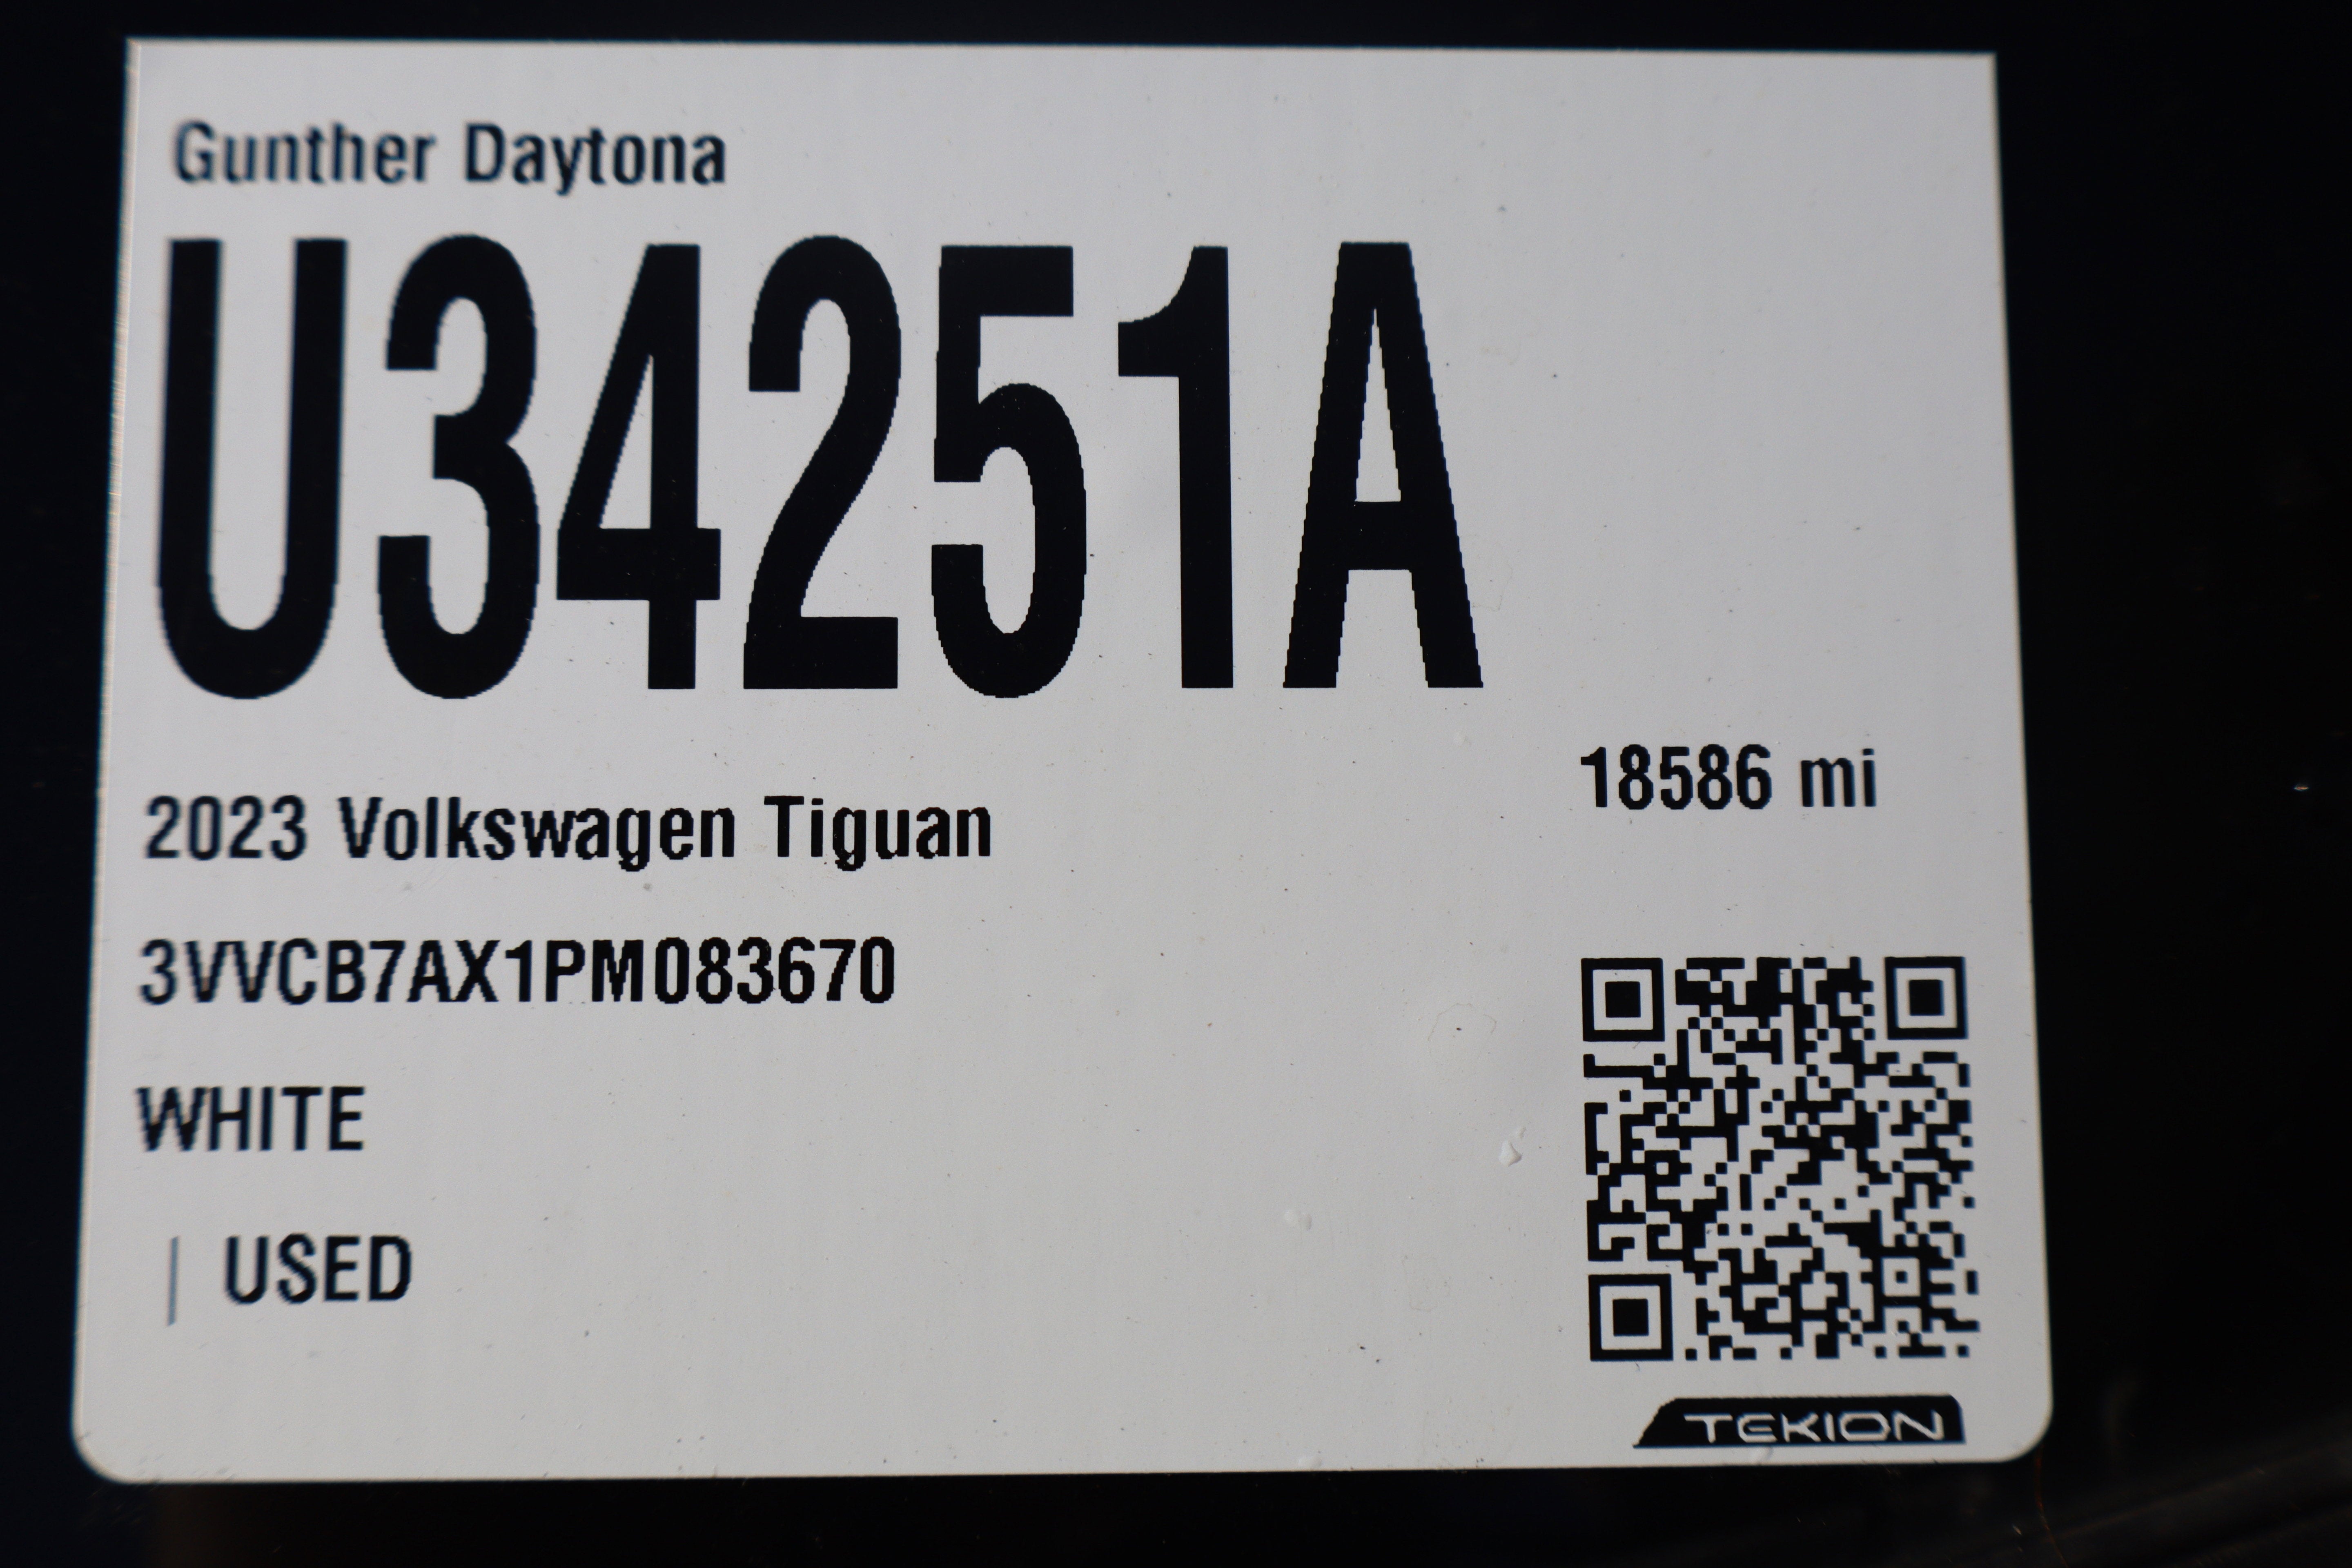 Gunther Daytona
U34251A
18586 mi
2023 Volkswagen Tiguan
3VVCB7AX1PM083670
WHITE
| USED
TEKION